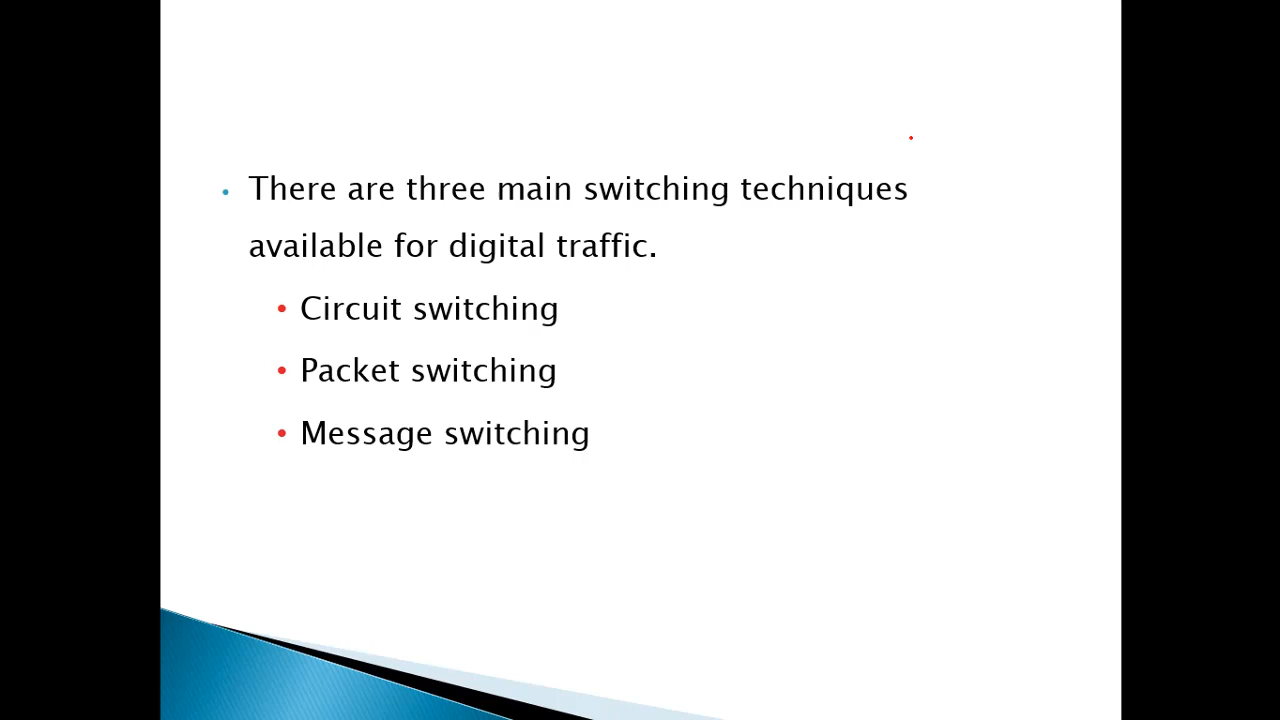 • There are three main switching techniques
available for digital traffic.
• Circuit switching
• Packet switching
• Message switching